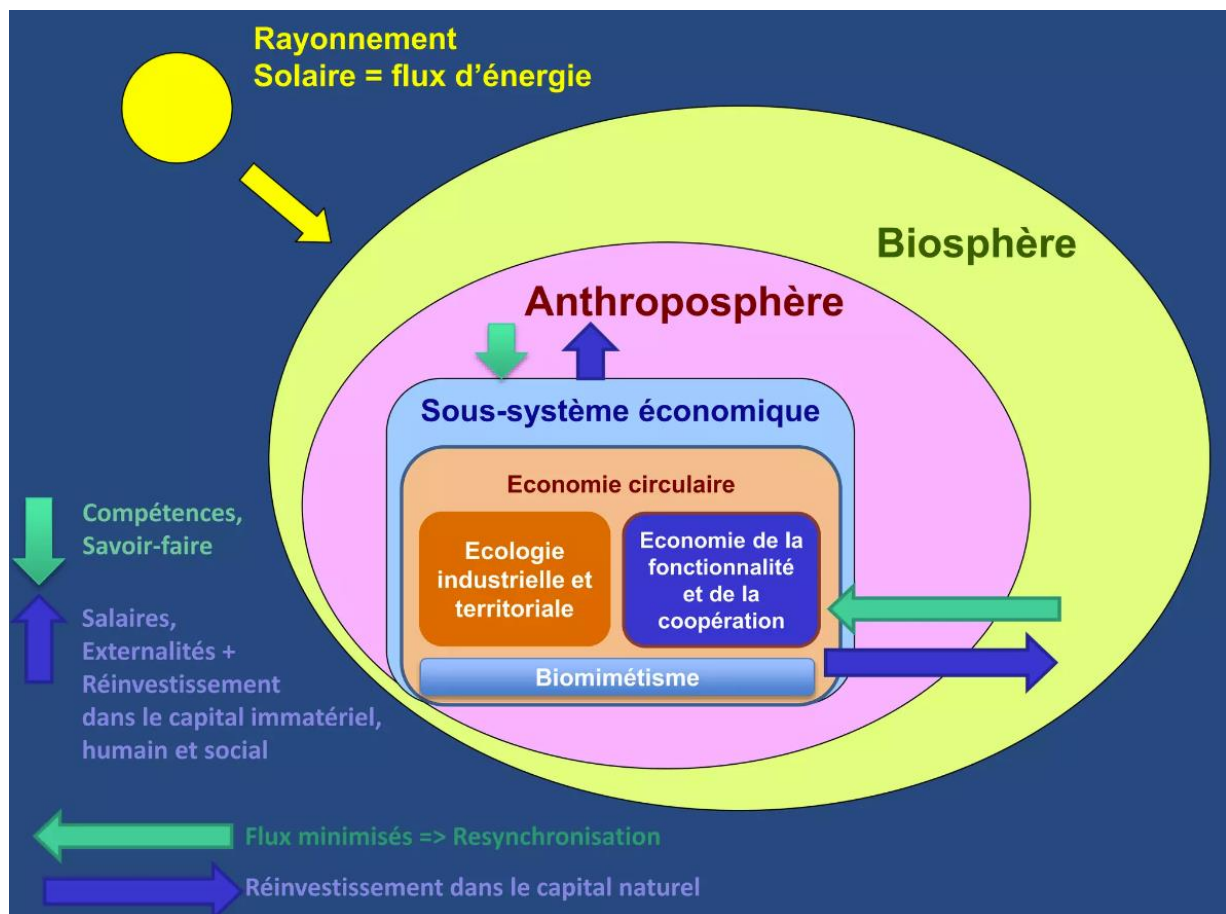 Rayonnement
Solaire = flux d’énergie
Biosphère
Anthroposphère
Sous-système économique
Economie circulaire
Ecologie
industrielle et
territoriale
Economie de la
fonctionnalité
et de la
coopération
Biomimétisme
Compétences,
Savoir-faire
Salaires,
Externalités +
Réinvestissement
dans le capital immatériel,
humain et social
Flux minimisés => Resynchronisation
Réinvestissement dans le capital naturel